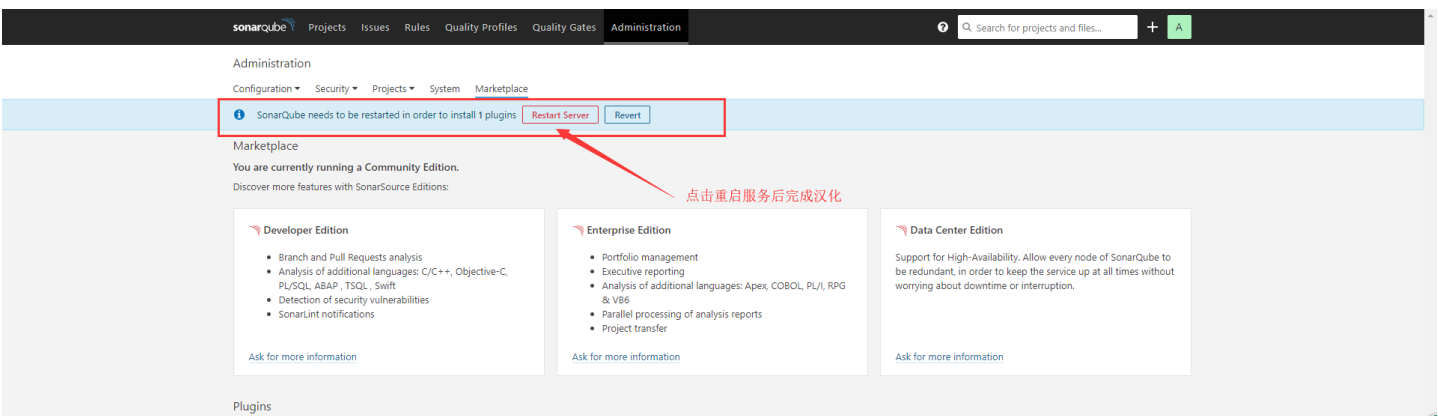 sonarqube Projects Issues Rules Quality Profiles Quality Gates Administration Search for projects and files... A
Administration
Configuration Security Projects System Marketplace
SonarQube needs to be restarted in order to install 1 plugins Restart Server Revert
Marketplace
You are currently running a Community Edition.
Discover more features with SonarSource Editions:
点击重启服务后完成汉化
Developer Edition
Branch and Pull Requests analysis
Analysis of additional languages: C/C++, Objective-C,
PL/SQL, ABAP , TSQL , Swift
Detection of security vulnerabilities
SonarLint notifications
Ask for more information
Enterprise Edition
Portfolio management
Executive reporting
Analysis of additional languages: Apex, COBOL, PL/I, RPG
& VB6
Parallel processing of analysis reports
Project transfer
Ask for more information
Data Center Edition
Support for High-Availability. Allow every node of SonarQube to
be redundant, in order to keep the service up at all times without
worrying about downtime or interruption.
Ask for more information
Plugins